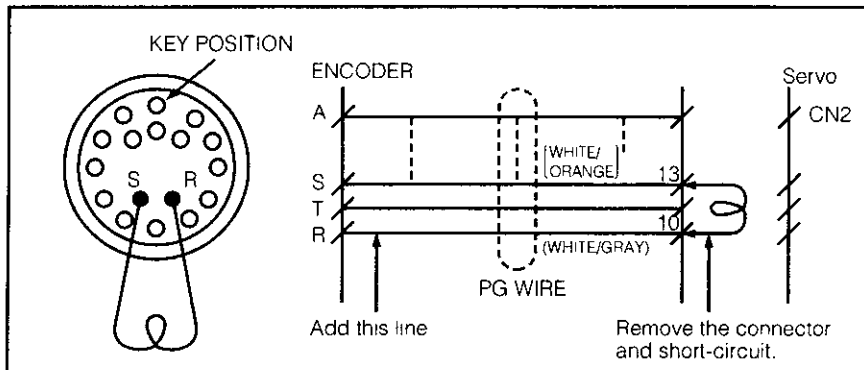 KEY POSITION
S R
ENCODER
Servo
A
CN2
[WHITE/
ORANGE]
S
13
T
10
R
(WHITE/GRAY)
PG WIRE
Add this line
Remove the connector
and short-circuit.